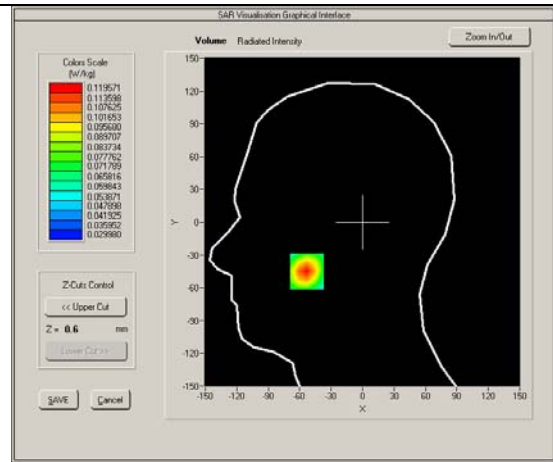 SAR Visualisation Graphical Interface
Volume Radiated Intensity
Zoom In/Out
Colors Scale
(W/kg)
0.119571
0.113598
0.107625
0.101653
0.095680
0.089707
0.083734
0.077762
0.071789
0.065816
0.059843
0.053871
0.047898
0.041925
0.035952
0.029980
150
120
90
60
30
0
-30
-60
-90
-120
-150
Y
-150 -120 -90 -60 -30 0 30 60 90 120 150
X
Z-Cuts Control
<< Upper Cut
Z = 0.6 mm
Lower Cut >>
SAVE Cancel